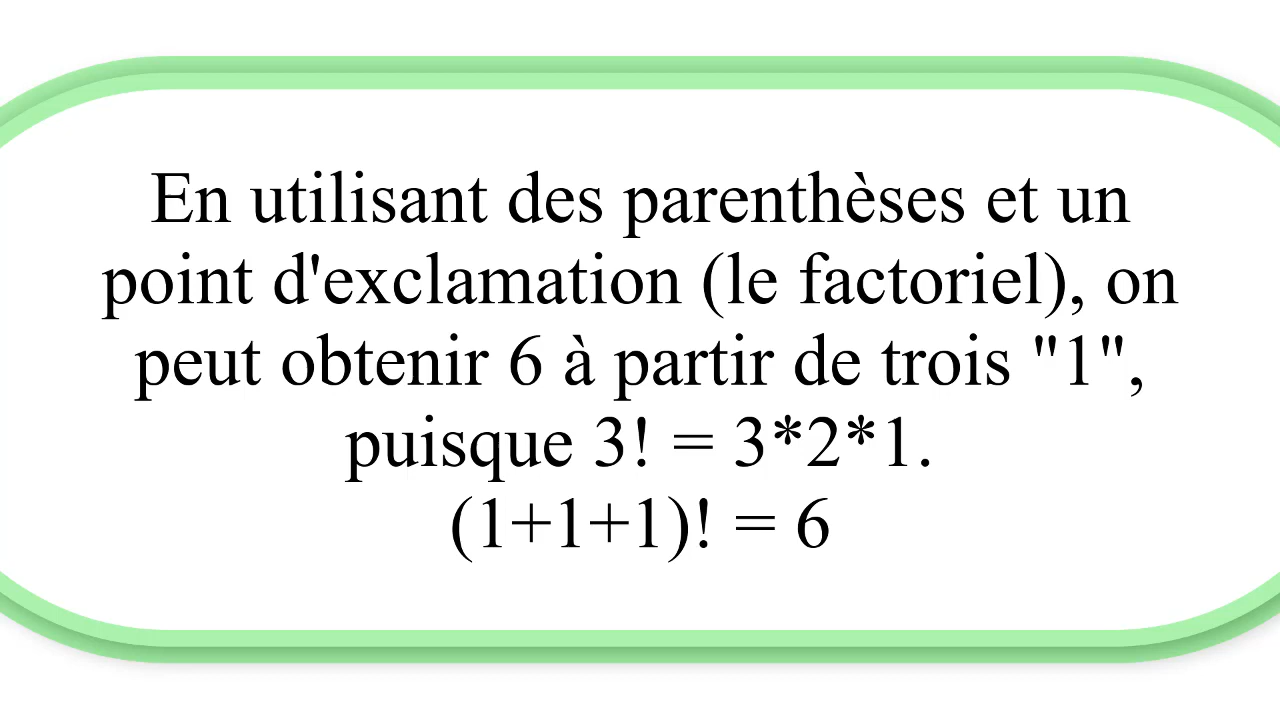 En utilisant des parenthèses et un
point d'exclamation (le factoriel), on
peut obtenir 6 à partir de trois "1",
puisque 3! = 3*2*1.
(1+1+1)! = 6